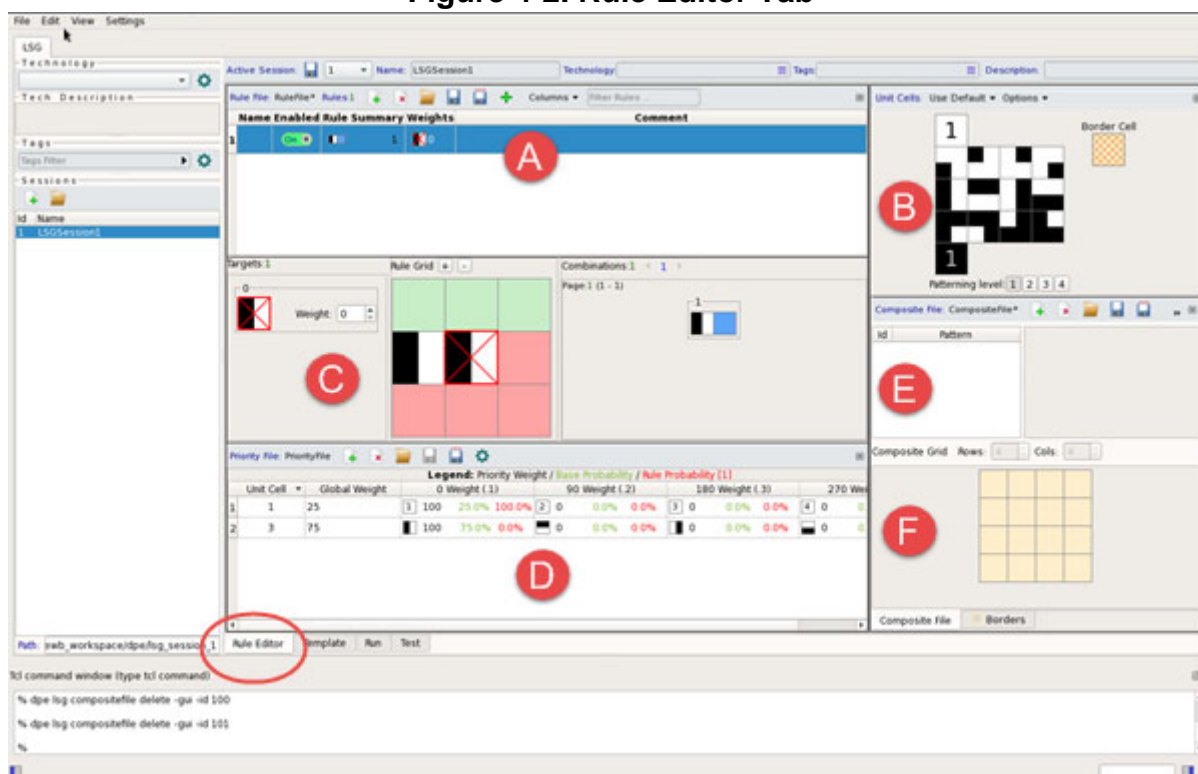 Figure 4-2. Rule Editor Tab
File Edit View Settings
LSG
Technology
Tech Description
Tags
Tags Filter
Sessions
Id Name
1 LSGSession1
Path: swb_workspace/dpe/lsg_session_1
Active Session: 1 Name: LSGSession1 Technology: Tags: Description:
Rule File: RuleFile* Rules:1 Columns Filter Rules ...
Name Enabled Rule Summary Weights Comment
1 On 1 0
A
Targets:1
0
Weight: 0
C
Rule Grid + -
Combinations:1 1
Page:1 (1 - 1)
1
Priority File: PriorityFile
Legend: Priority Weight / Base Probability / Rule Probability [1]
Unit Cell Global Weight 0 Weight (.1) 90 Weight (.2) 180 Weight (.3) 270 Wei
1 1 25 1 100 25.0% 100.0% 2 0 0.0% 0.0% 3 0 0.0% 0.0% 4 0 0.
2 3 75 100 75.0% 0.0% 0 0.0% 0.0% 0 0.0% 0.0% 0 0.
D
Rule Editor Template Run Test
Unit Cells: Use Default Options
1
Border Cell
B
1
Patterning level: 1 2 3 4
Composite File: CompositeFile*
Id Pattern
E
Composite Grid Rows: 4 Cols: 4
F
Composite File Borders
Tcl command window (type tcl command)
% dpe lsg compositefile delete -gui -id 100
% dpe lsg compositefile delete -gui -id 101
%